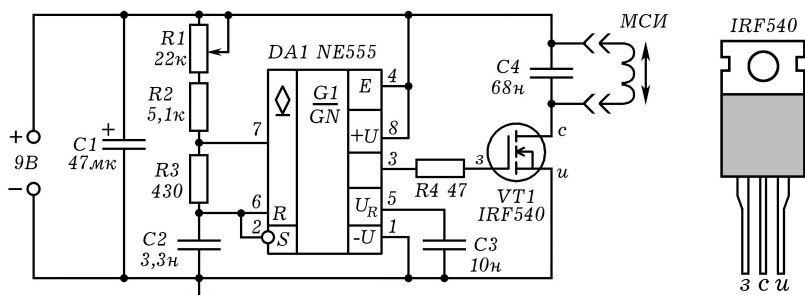 МСИ
IRF540
R1
22к
DA1 NE555
C4
68н
E
4
G1
GN
R2
5,1к
+
9В
−
C1
+
47мк
7
+U
8
с
3
з
R4 47
VT1
IRF540
и
R3
430
6
R
2
S
U_R
5
-U
1
C2
3,3н
C3
10н
з с и